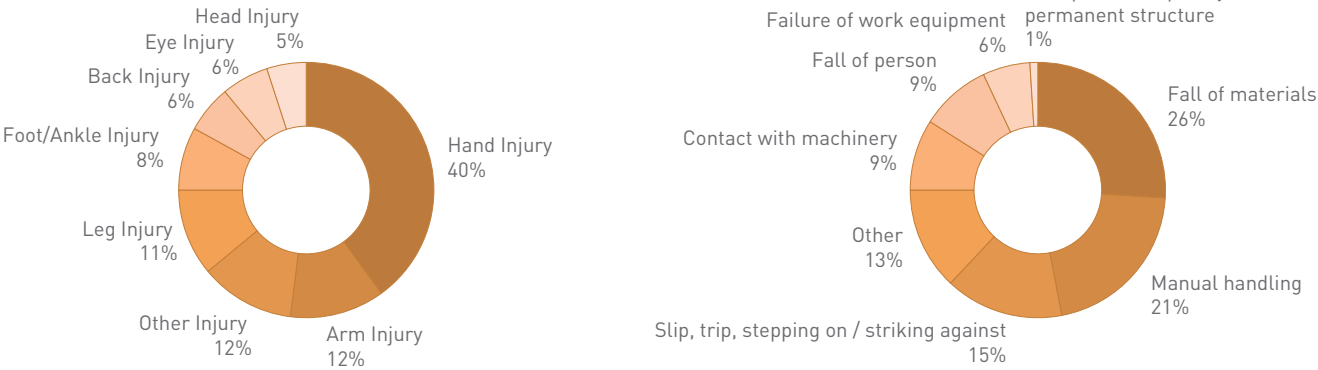 Head Injury
5%
Eye Injury
6%
Back Injury
6%
Foot/Ankle Injury
8%
Leg Injury
11%
Other Injury
12%
Arm Injury
12%
Hand Injury
40%
permanent structure
1%
Failure of work equipment
6%
Fall of person
9%
Contact with machinery
9%
Other
13%
Slip, trip, stepping on / striking against
15%
Manual handling
21%
Fall of materials
26%